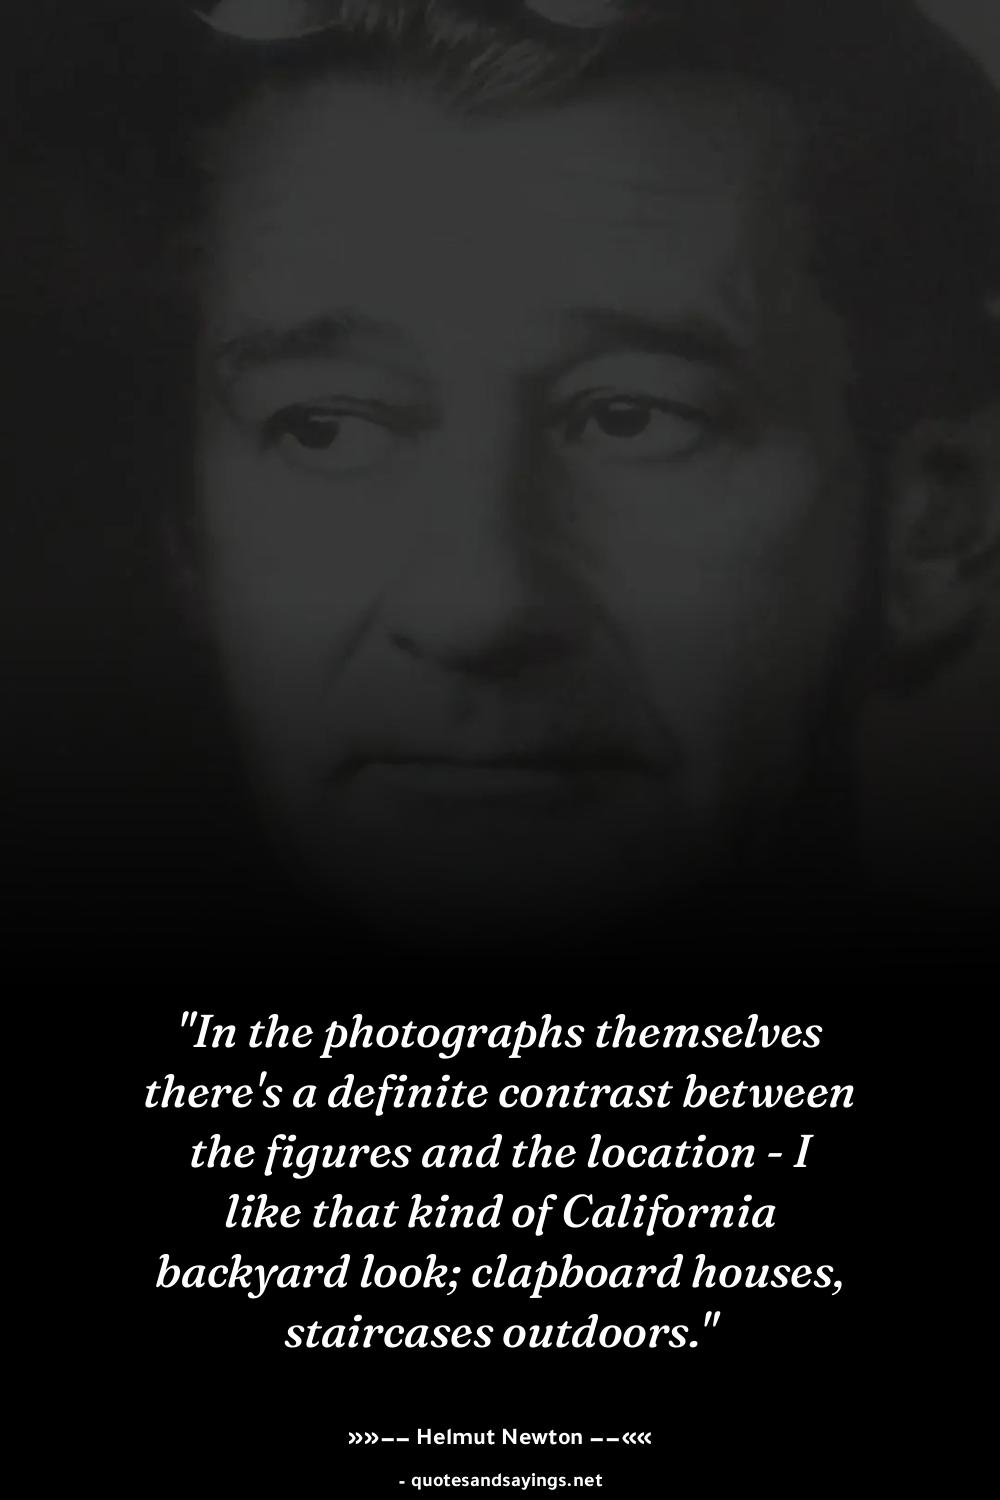 "In the photographs themselves
there's a definite contrast between
the figures and the location - I
like that kind of California
backyard look; clapboard houses,
staircases outdoors."
»»−− Helmut Newton −−««
- quotesandsayings.net